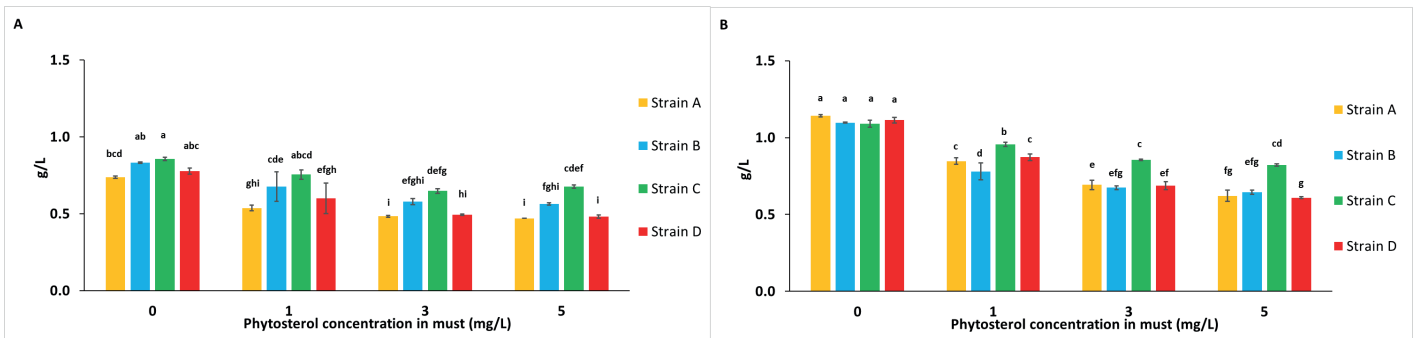 A
1.5
1.0
0.5
0.0
g/L
bcd ab a abc
ghi cde abcd efgh
i efghi defg hi
i fghi cdef i
0 1 3 5
Phytosterol concentration in must (mg/L)
Strain A
Strain B
Strain C
Strain D
B
1.5
1.0
0.5
0.0
g/L
a a a a
c d b c
e efg c ef
fg efg cd g
0 1 3 5
Phytosterol concentration in must (mg/L)
Strain A
Strain B
Strain C
Strain D